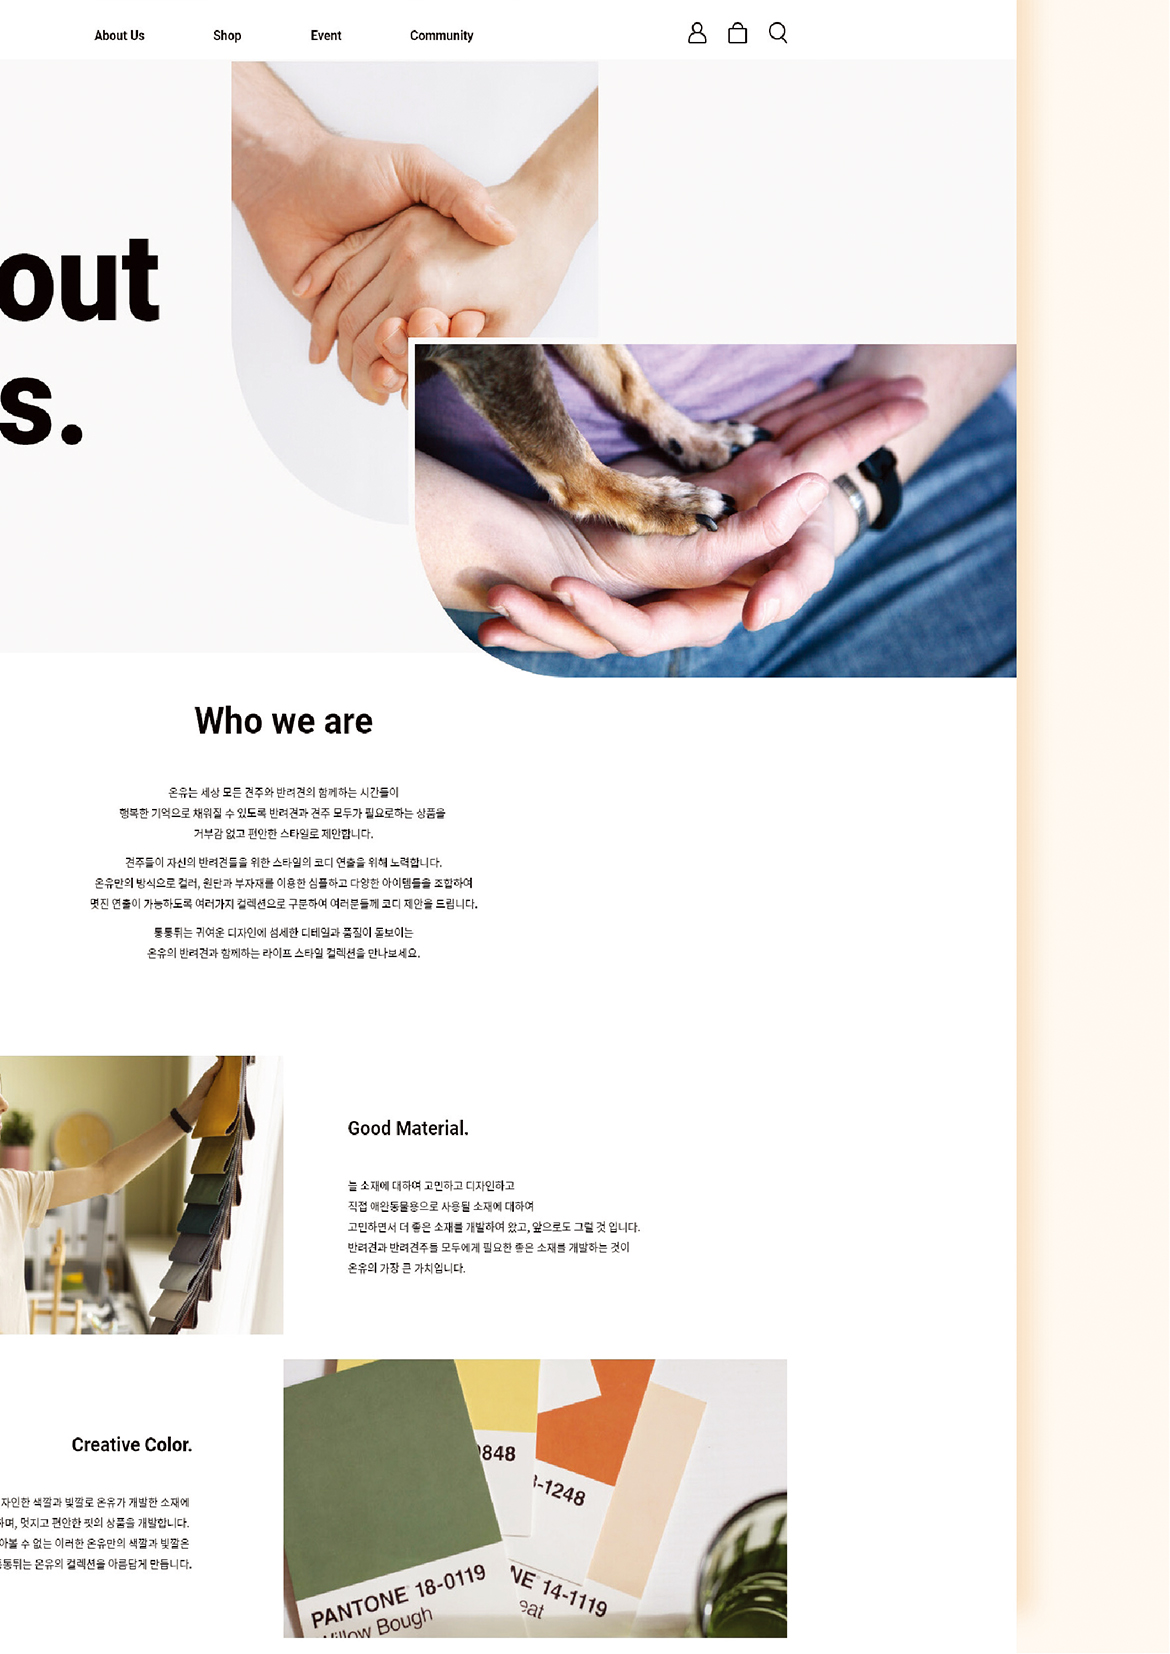 About Us Shop Event Community
out
s.
Who we are
온유는 세상 모든 견주와 반려견의 함께하는 시간들이
행복한 기억으로 채워질 수 있도록 반려견과 견주 모두가 필요로하는 상품을
거부감 없고 편안한 스타일로 제안합니다.
견주들이 자신의 반려견들을 위한 스타일의 코디 연출을 위해 노력합니다.
온유만의 방식으로 컬러, 원단과 부자재를 이용한 심플하고 다양한 아이템들을 조합하여
멋진 연출이 가능하도록 여러가지 컬렉션으로 구분하여 여러분들께 코디 제안을 드립니다.
통통튀는 귀여운 디자인에 섬세한 디테일과 품질이 돋보이는
온유의 반려견과 함께하는 라이프 스타일 컬렉션을 만나보세요.
Good Material.
늘 소재에 대하여 고민하고 디자인하고
직접 애완동물용으로 사용될 소재에 대하여
고민하면서 더 좋은 소재를 개발하여 왔고, 앞으로도 그럴 것 입니다.
반려견과 반려견주들 모두에게 필요한 좋은 소재를 개발하는 것이
온유의 가장 큰 가치입니다.
Creative Color.
자인한 색깔과 빛깔로 온유가 개발한 소재에
하며, 멋지고 편안한 핏의 상품을 개발합니다.
아볼 수 없는 이러한 온유만의 색깔과 빛깔은
통통튀는 온유의 컬렉션을 아름답게 만듭니다.
0848
-1248
PANTONE 18-0119
Willow Bough
NE 14-1119
eat